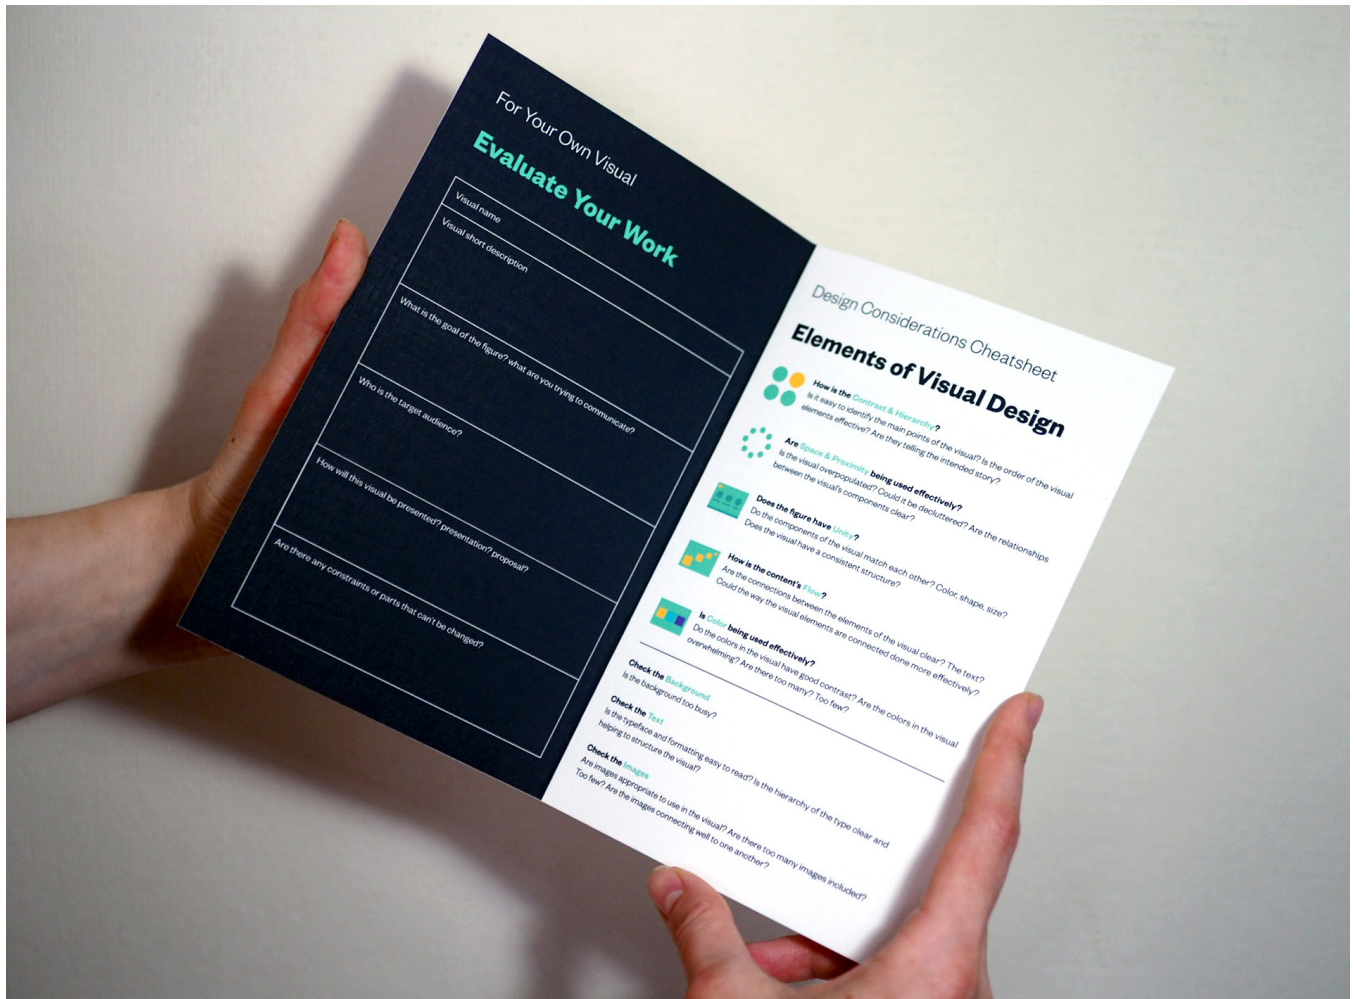 For Your Own Visual
Evaluate Your Work
Visual name
Visual short description
What is the goal of the figure? what are you trying to communicate?
Who is the target audience?
How will this visual be presented? presentation? proposal?
Are there any constraints or parts that can't be changed?
Design Considerations Cheatsheet
Elements of Visual Design
How is the Contrast & Hierarchy?
Is it easy to identify the main points of the visual? Is the order of the visual
elements effective? Are they telling the intended story?
Are Space & Proximity being used effectively?
Is the visual overpopulated? Could it be decluttered? Are the relationships
between the visual's components clear?
Does the figure have Unity?
Do the components of the visual match each other? Color, shape, size?
Does the visual have a consistent structure?
How is the content's Flow?
Are the connections between the elements of the visual clear? The text?
Could the way the visual elements are connected done more effectively?
Is Color being used effectively?
Do the colors in the visual have good contrast? Are the colors in the visual
overwhelming? Are there too many? Too few?
Check the Background
Is the background too busy?
Check the Text
Is the typeface and formatting easy to read? Is the hierarchy of the type clear and
helping to structure the visual?
Check the Images
Are images appropriate to use in the visual? Are there too many images included?
Too few? Are the images connecting well to one another?